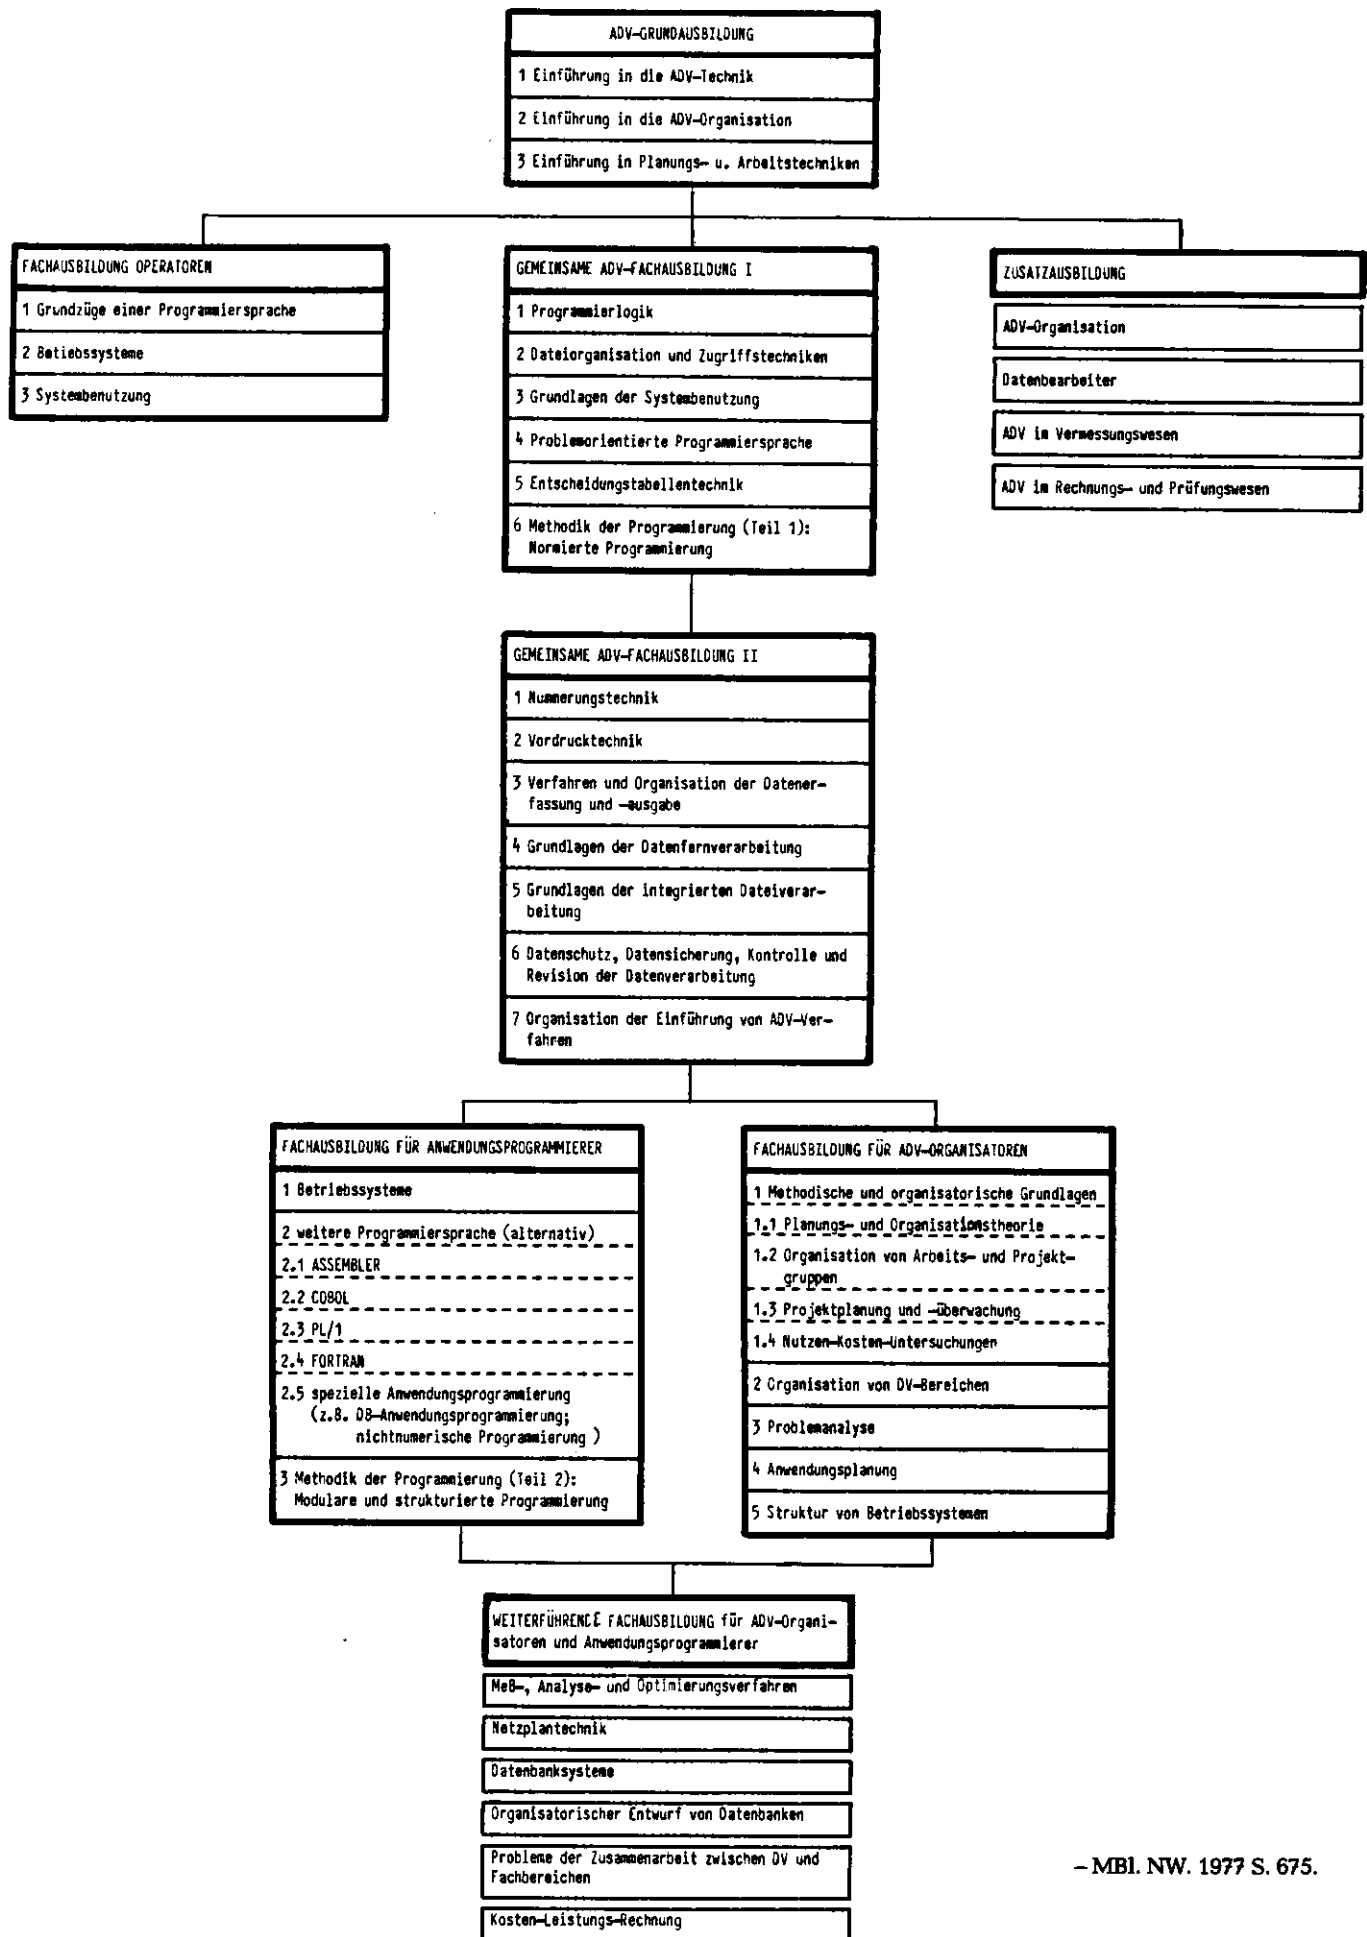 ADV-GRUNDAUSBILDUNG
1 Einführung in die ADV-Technik
2 Einführung in die ADV-Organisation
3 Einführung in Planungs- u. Arbeitstechniken
FACHAUSBILDUNG OPERATOREN
1 Grundzüge einer Programmiersprache
2 Betiebssysteme
3 Systembenutzung
GEMEINSAME ADV-FACHAUSBILDUNG I
1 Programmierlogik
2 Dateiorganisation und Zugriffstechniken
3 Grundlagen der Systembenutzung
4 Problemorientierte Programmiersprache
5 Entscheidungstabellentechnik
6 Methodik der Programmierung (Teil 1):
Normierte Programmierung
ZUSATZAUSBILDUNG
ADV-Organisation
Datenbearbeiter
ADV im Vermessungswesen
ADV im Rechnungs- und Prüfungswesen
GEMEINSAME ADV-FACHAUSBILDUNG II
1 Nummerungstechnik
2 Vordrucktechnik
3 Verfahren und Organisation der Datener-
fassung und -ausgabe
4 Grundlagen der Datenfernverarbeitung
5 Grundlagen der integrierten Dateiverar-
beitung
6 Datenschutz, Datensicherung, Kontrolle und
Revision der Datenverarbeitung
7 Organisation der Einführung von ADV-Ver-
fahren
FACHAUSBILDUNG FÜR ANWENDUNGSPROGRAMMIERER
1 Betriebssysteme
2 weitere Programmiersprache (alternativ)
2.1 ASSEMBLER
2.2 COBOL
2.3 PL/1
2.4 FORTRAN
2.5 spezielle Anwendungsprogrammierung
(z.B. DB-Anwendungsprogrammierung;
nichtnumerische Programmierung )
3 Methodik der Programmierung (Teil 2):
Modulare und strukturierte Programmierung
FACHAUSBILDUNG FÜR ADV-ORGANISATOREN
1 Methodische und organisatorische Grundlagen
1.1 Planungs- und Organisationstheorie
1.2 Organisation von Arbeits- und Projekt-
gruppen
1.3 Projektplanung und -überwachung
1.4 Nutzen-Kosten-Untersuchungen
2 Organisation von DV-Bereichen
3 Problemanalyse
4 Anwendungsplanung
5 Struktur von Betriebssystemen
WEITERFÜHRENDE FACHAUSBILDUNG für ADV-Organi-
satoren und Anwendungsprogrammierer
Meß-, Analyse- und Optimierungsverfahren
Netzplantechnik
Datenbanksysteme
Organisatorischer Entwurf von Datenbanken
Probleme der Zusammenarbeit zwischen DV und
Fachbereichen
Kosten-Leistungs-Rechnung
– MBl. NW. 1977 S. 675.